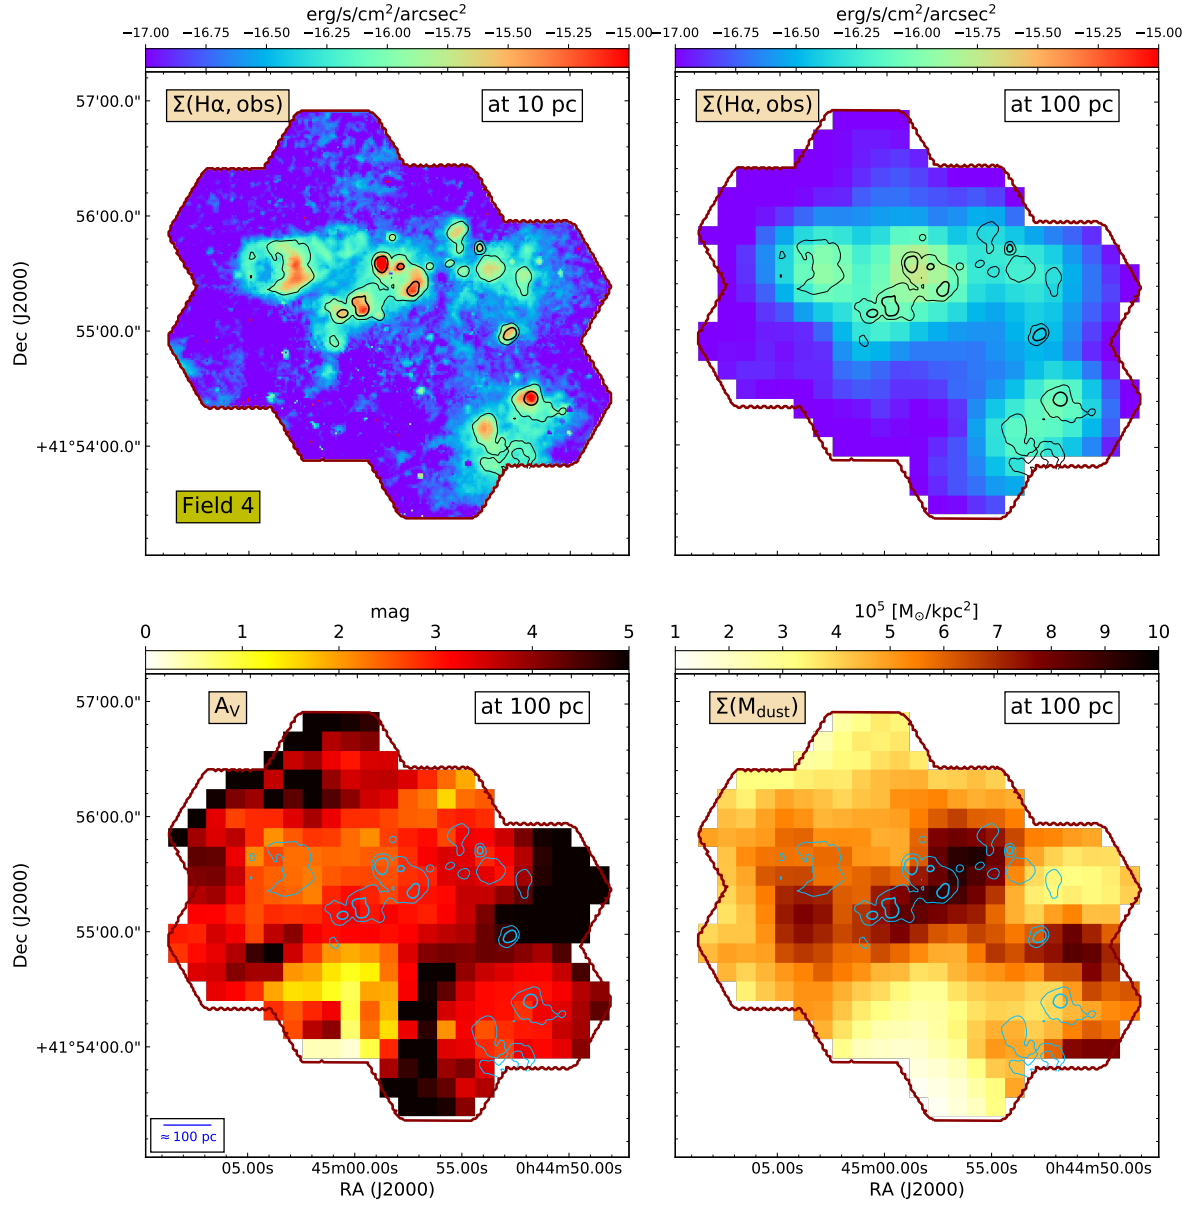 erg/s/cm²/arcsec² erg/s/cm²/arcsec²
−17.00 −16.75 −16.50 −16.25 −16.00 −15.75 −15.50 −15.25 −15.00 −17.00 −16.75 −16.50 −16.25 −16.00 −15.75 −15.50 −15.25 −15.00
Σ(Hα, obs) at 10 pc Σ(Hα, obs) at 100 pc
57'00.0"
56'00.0"
55'00.0"
+41°54'00.0"
Dec (J2000)
Field 4
mag 10⁵ [M☉/kpc²]
0 1 2 3 4 5 1 2 3 4 5 6 7 8 9 10
A_V at 100 pc Σ(M_dust) at 100 pc
57'00.0"
56'00.0"
55'00.0"
+41°54'00.0"
Dec (J2000)
≈ 100 pc
05.00s 45m00.00s 55.00s 0h44m50.00s 05.00s 45m00.00s 55.00s 0h44m50.00s
RA (J2000) RA (J2000)